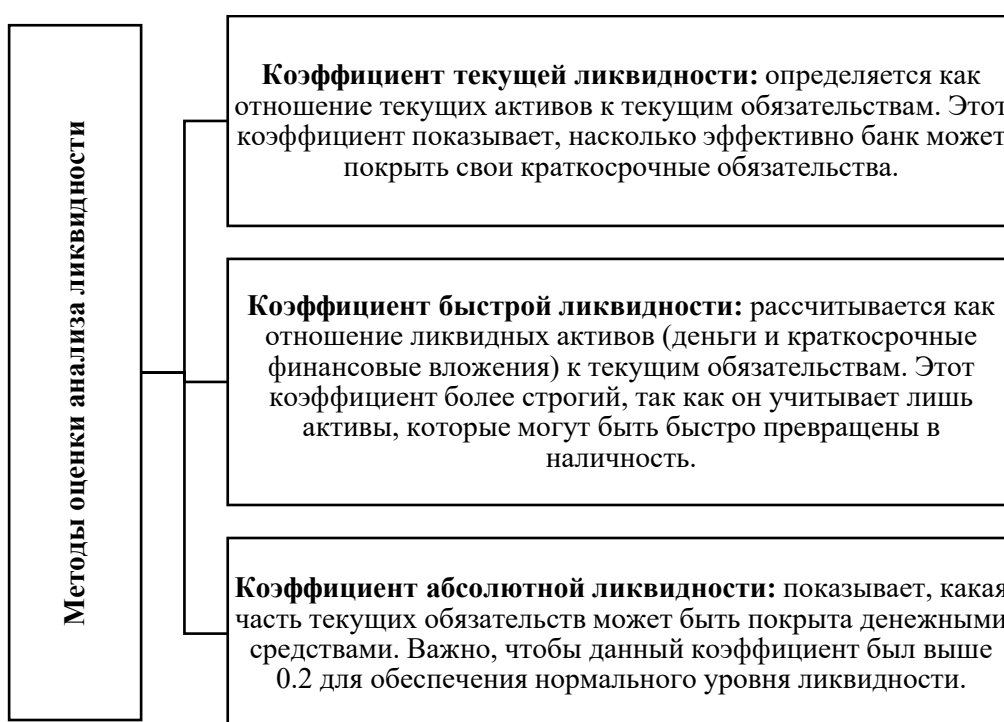 Методы оценки анализа ликвидности
Коэффициент текущей ликвидности: определяется как
отношение текущих активов к текущим обязательствам. Этот
коэффициент показывает, насколько эффективно банк может
покрыть свои краткосрочные обязательства.
Коэффициент быстрой ликвидности: рассчитывается как
отношение ликвидных активов (деньги и краткосрочные
финансовые вложения) к текущим обязательствам. Этот
коэффициент более строгий, так как он учитывает лишь
активы, которые могут быть быстро превращены в
наличность.
Коэффициент абсолютной ликвидности: показывает, какая
часть текущих обязательств может быть покрыта денежными
средствами. Важно, чтобы данный коэффициент был выше
0.2 для обеспечения нормального уровня ликвидности.